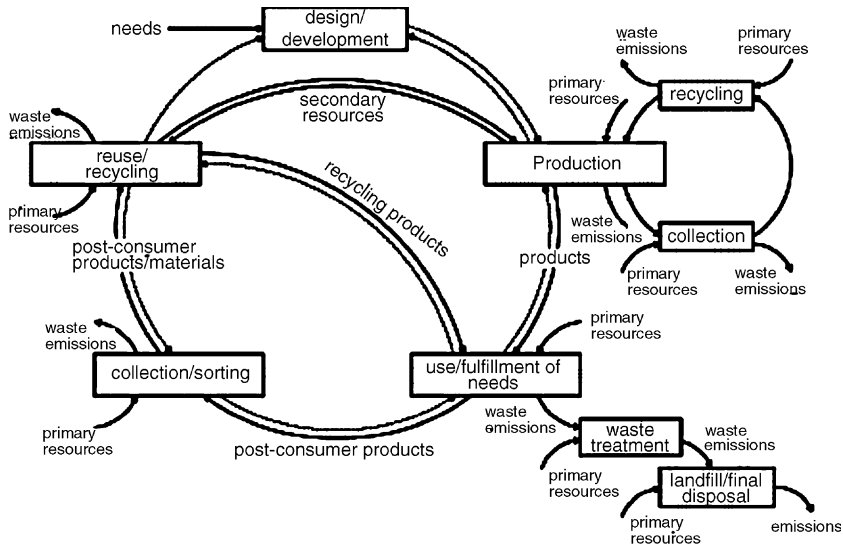 needs
design/
development
waste
emissions
primary
resources
primary
resources
recycling
secondary
resources
waste
emissions
reuse/
recycling
Production
recycling products
primary
resources
waste
emissions
collection
post-consumer
products/materials
products
primary
resources
waste
emissions
waste
emissions
primary
resources
collection/sorting
use/fulfillment of
needs
waste
emissions
primary
resources
post-consumer products
waste
treatment
waste
emissions
primary
resources
landfill/final
disposal
primary
resources
emissions